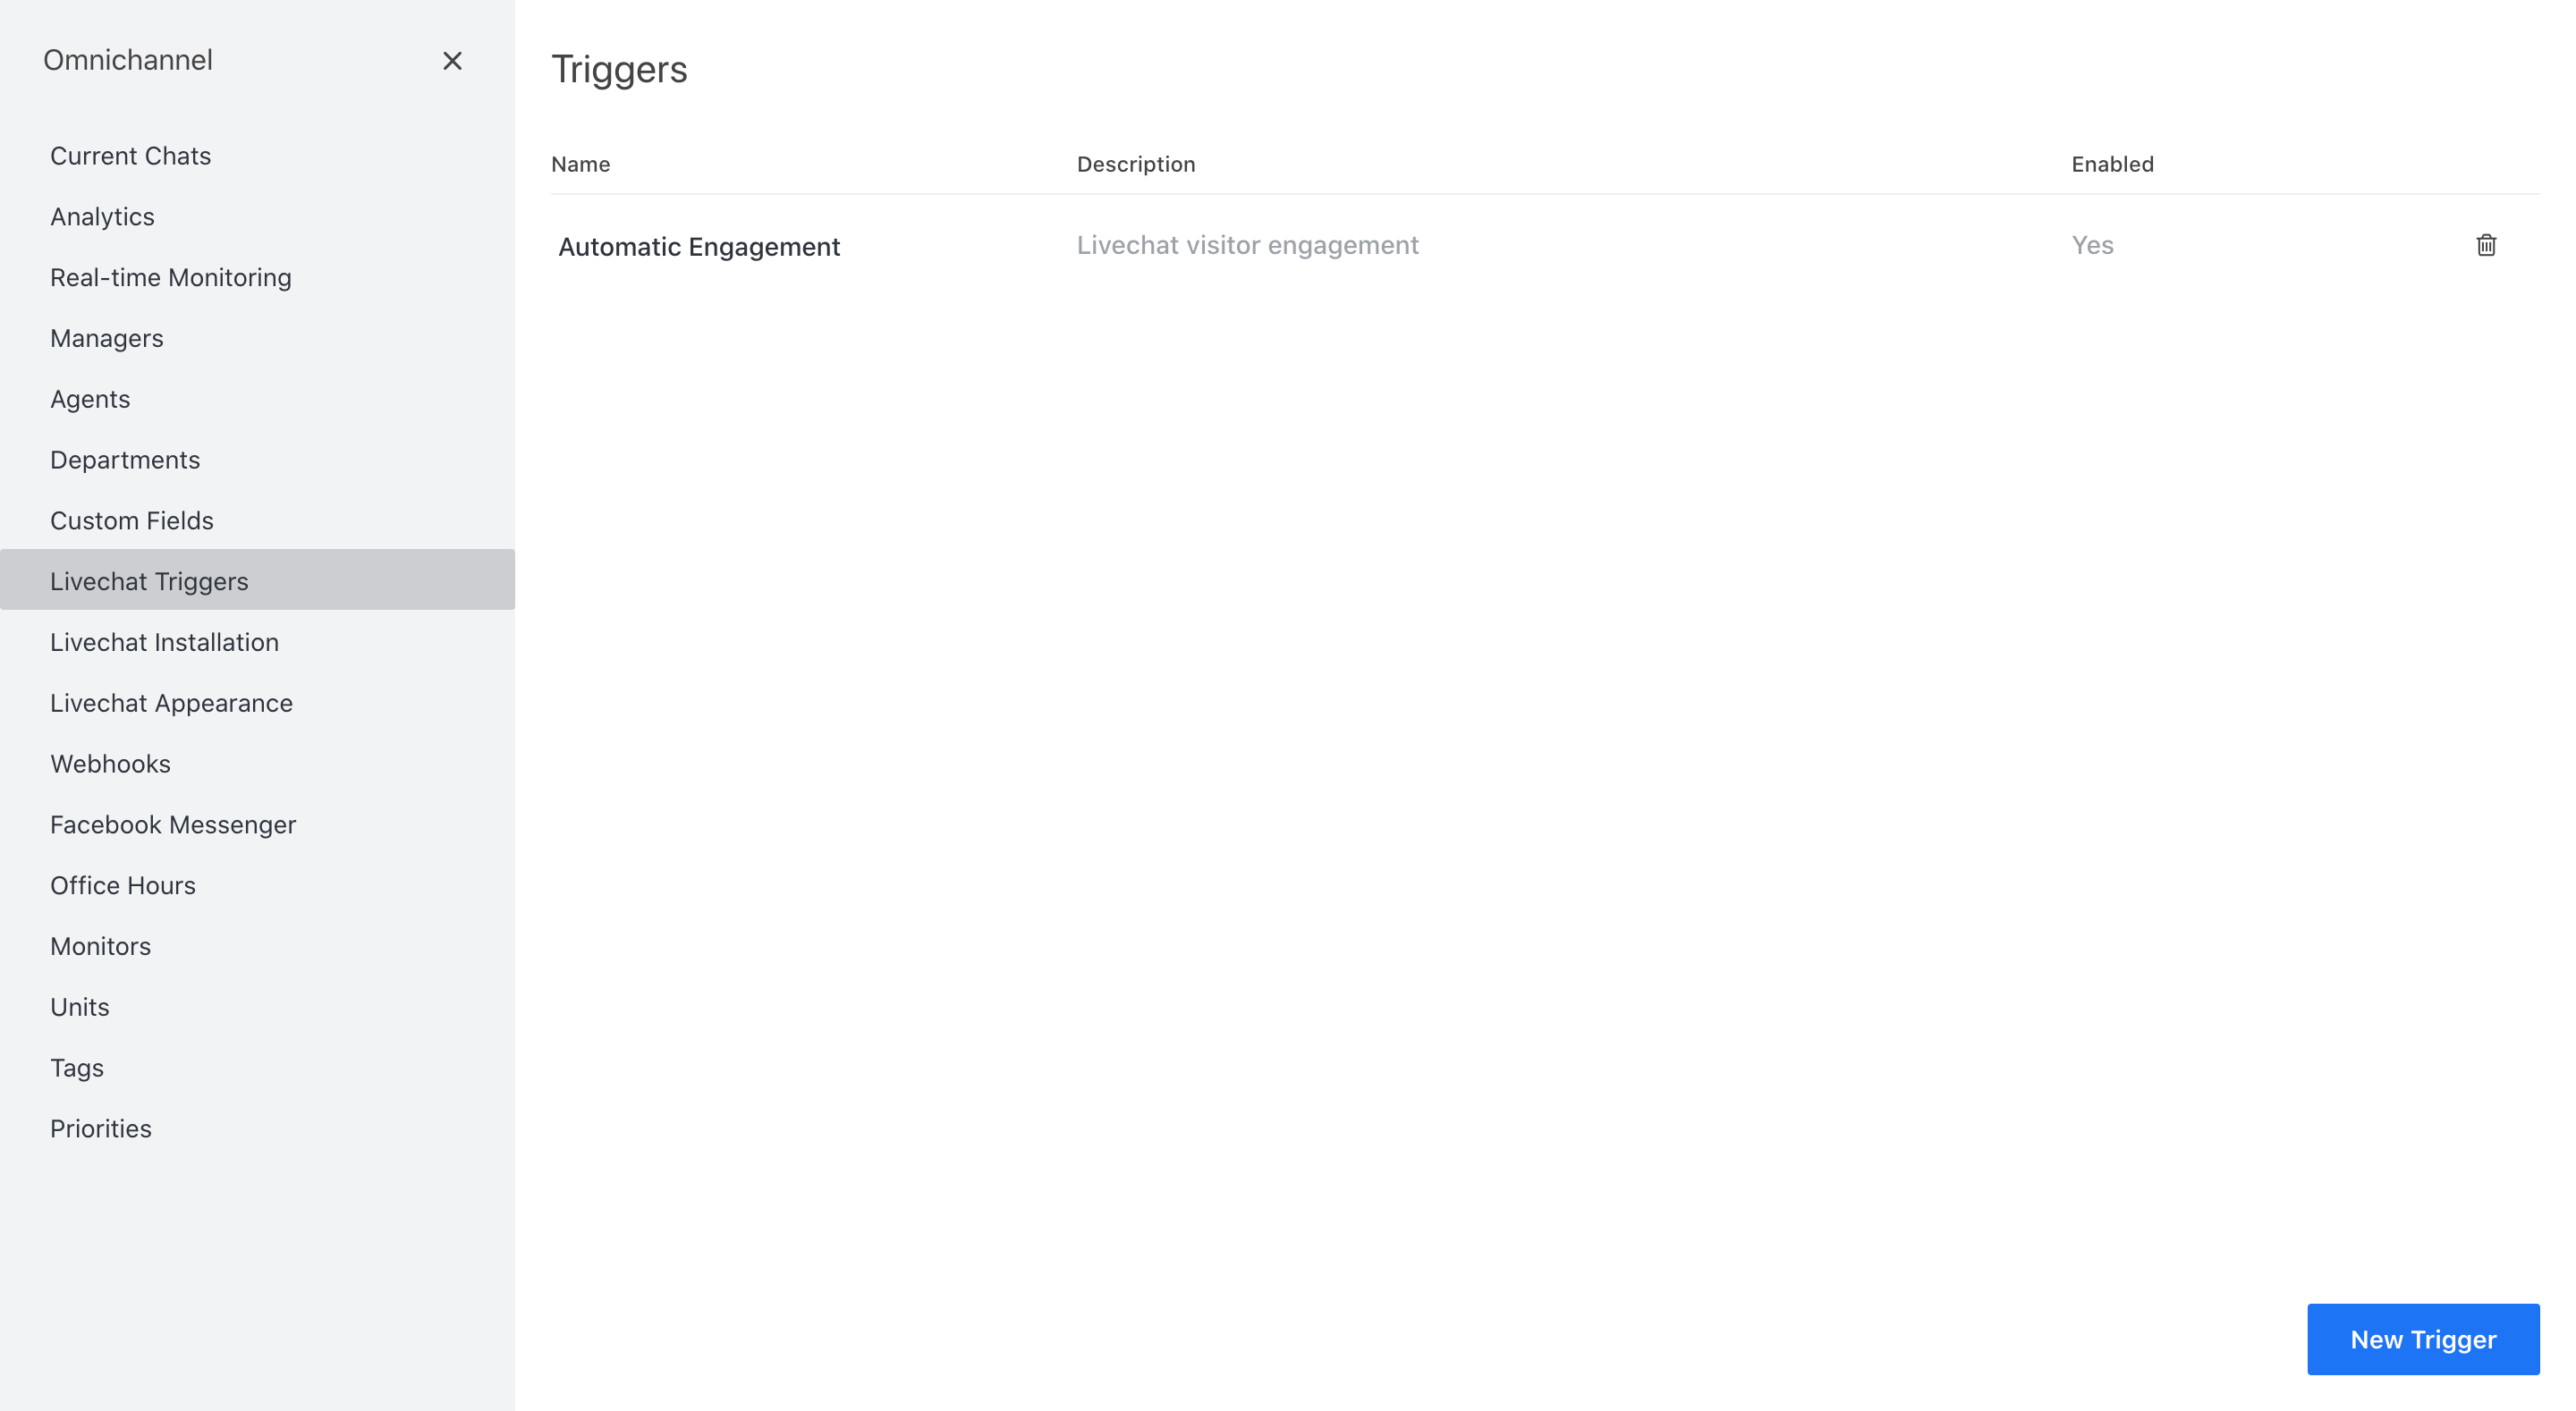 Omnichannel
Current Chats
Analytics
Real-time Monitoring
Managers
Agents
Departments
Custom Fields
Livechat Triggers
Livechat Installation
Livechat Appearance
Webhooks
Facebook Messenger
Office Hours
Monitors
Units
Tags
Priorities
Triggers
Name Description Enabled
Automatic Engagement Livechat visitor engagement Yes
New Trigger